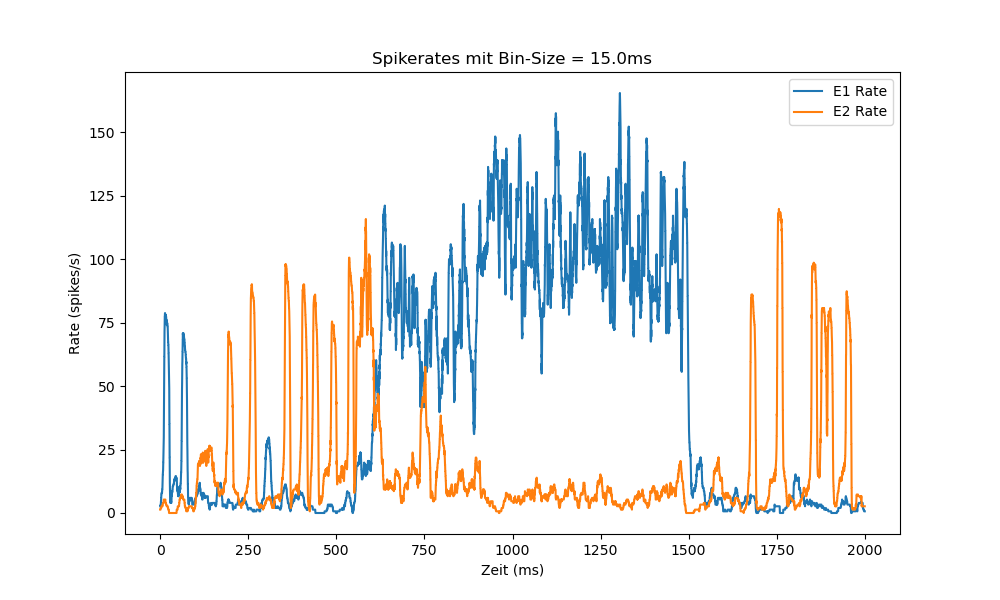 Spikerates mit Bin-Size = 15.0ms
E1 Rate
E2 Rate
Rate (spikes/s)
150
125
100
75
50
25
0
0 250 500 750 1000 1250 1500 1750 2000
Zeit (ms)